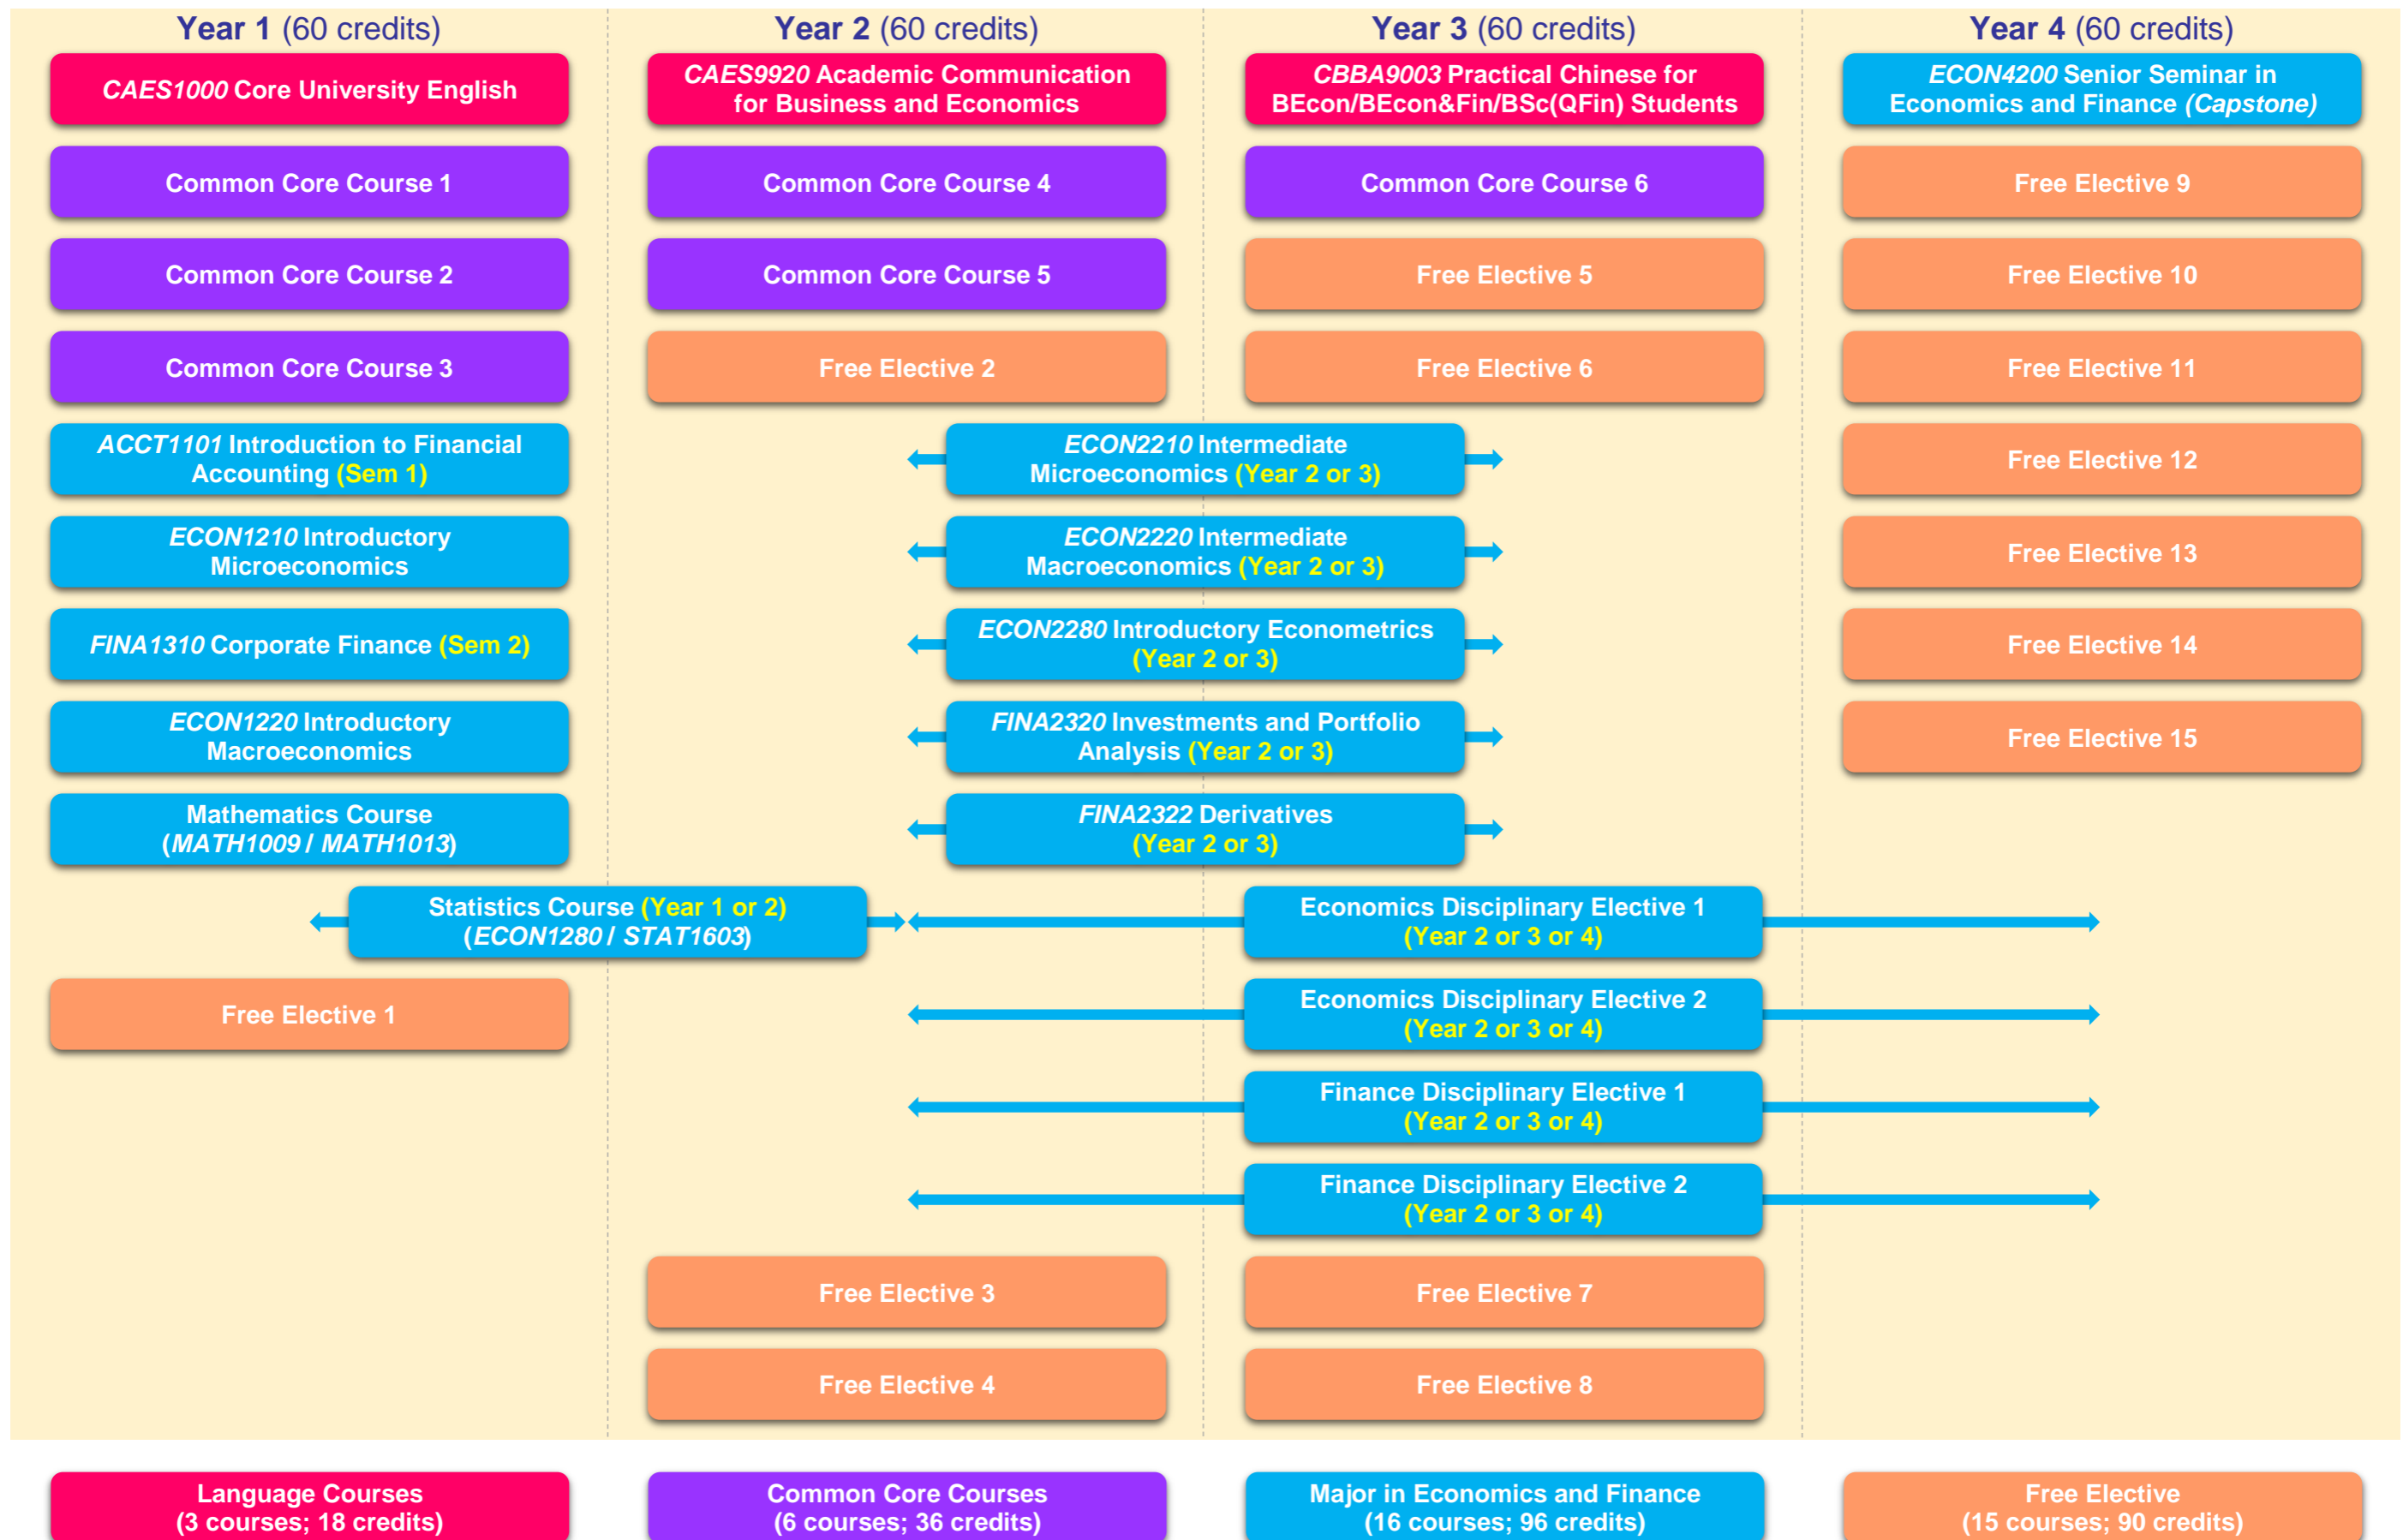 Year 1 (60 credits)
Year 2 (60 credits)
Year 3 (60 credits)
Year 4 (60 credits)
CAES1000 Core University English
CAES9920 Academic Communication
for Business and Economics
CBBA9003 Practical Chinese for
BEcon/BEcon&Fin/BSc(QFin) Students
ECON4200 Senior Seminar in
Economics and Finance (Capstone)
Common Core Course 1
Common Core Course 4
Common Core Course 6
Free Elective 9
Common Core Course 2
Common Core Course 5
Free Elective 5
Free Elective 10
Common Core Course 3
Free Elective 2
Free Elective 6
Free Elective 11
ACCT1101 Introduction to Financial
Accounting (Sem 1)
ECON2210 Intermediate
Microeconomics (Year 2 or 3)
Free Elective 12
ECON1210 Introductory
Microeconomics
ECON2220 Intermediate
Macroeconomics (Year 2 or 3)
Free Elective 13
FINA1310 Corporate Finance (Sem 2)
ECON2280 Introductory Econometrics
(Year 2 or 3)
Free Elective 14
ECON1220 Introductory
Macroeconomics
FINA2320 Investments and Portfolio
Analysis (Year 2 or 3)
Free Elective 15
Mathematics Course
(MATH1009 / MATH1013)
FINA2322 Derivatives
(Year 2 or 3)
Statistics Course (Year 1 or 2)
(ECON1280 / STAT1603)
Economics Disciplinary Elective 1
(Year 2 or 3 or 4)
Free Elective 1
Economics Disciplinary Elective 2
(Year 2 or 3 or 4)
Finance Disciplinary Elective 1
(Year 2 or 3 or 4)
Finance Disciplinary Elective 2
(Year 2 or 3 or 4)
Free Elective 3
Free Elective 7
Free Elective 4
Free Elective 8
Language Courses
(3 courses; 18 credits)
Common Core Courses
(6 courses; 36 credits)
Major in Economics and Finance
(16 courses; 96 credits)
Free Elective
(15 courses; 90 credits)